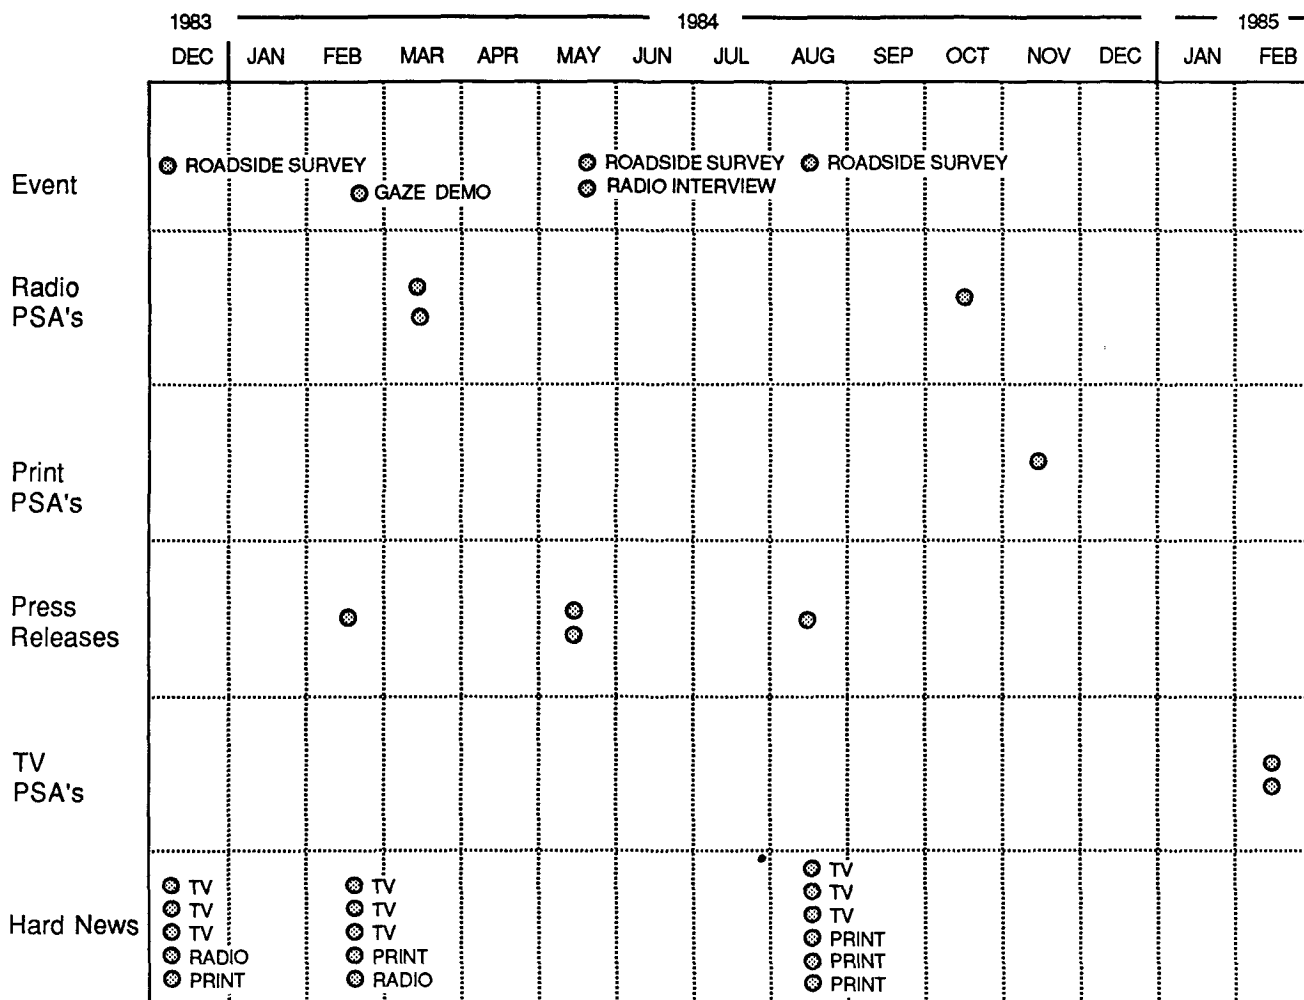 1983 1984 1985
DEC JAN FEB MAR APR MAY JUN JUL AUG SEP OCT NOV DEC JAN FEB
Event
ROADSIDE SURVEY
GAZE DEMO
ROADSIDE SURVEY
RADIO INTERVIEW
ROADSIDE SURVEY
Radio
PSA's
Print
PSA's
Press
Releases
TV
PSA's
Hard News
TV
TV
TV
RADIO
PRINT
TV
TV
TV
PRINT
RADIO
TV
TV
TV
PRINT
PRINT
PRINT